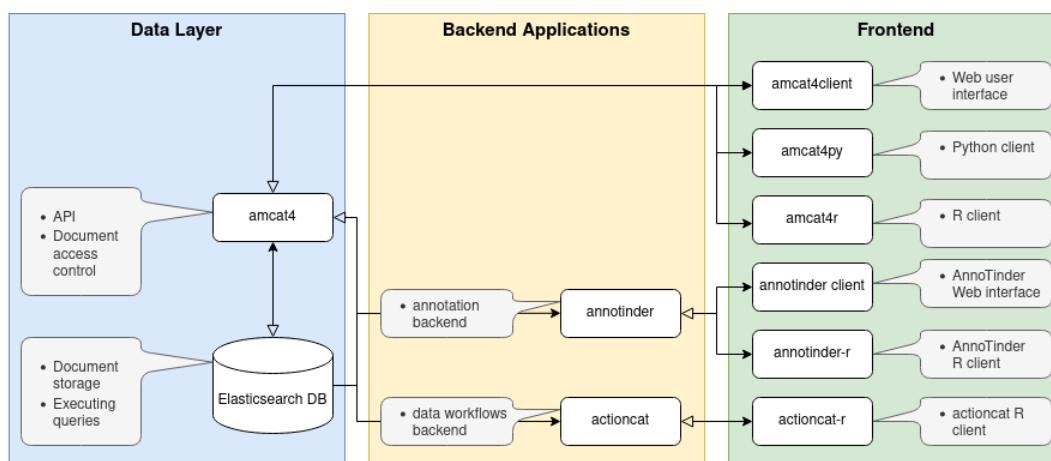 Data Layer
Backend Applications
Frontend
amcat4client
• Web user
interface
amcat4py
• Python client
• API
• Document
access
control
amcat4
amcat4r
• R client
annotinder client
• AnnoTinder
Web interface
• annotation
backend
annotinder
annotinder-r
• AnnoTinder
R client
• Document
storage
• Executing
queries
Elasticsearch DB
• data workflows
backend
actioncat
actioncat-r
• actioncat R
client